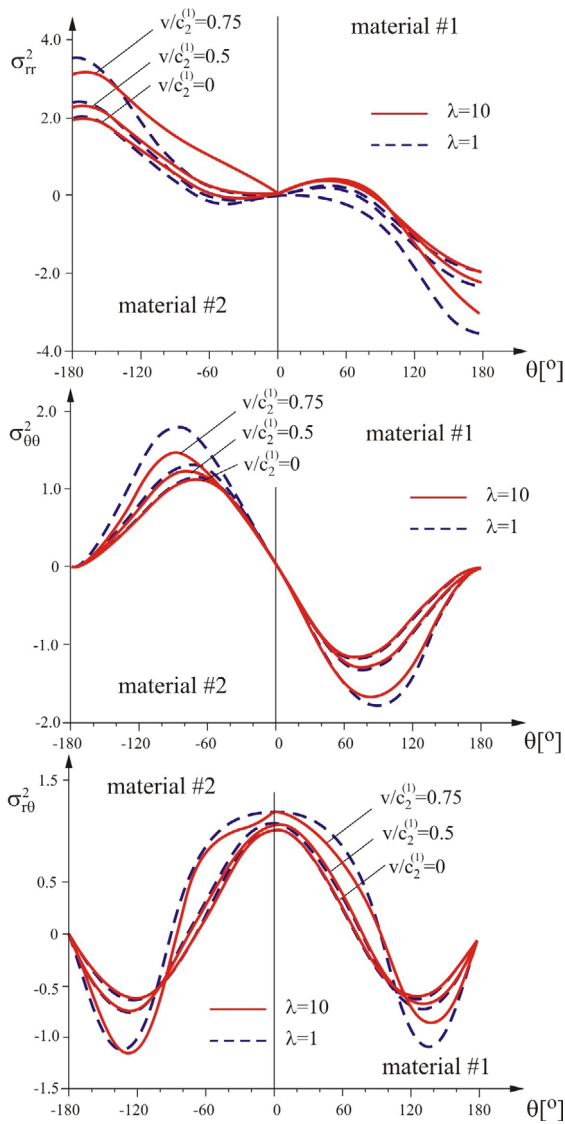 σ²rr
material #1
v/c₂⁽¹⁾=0.75
v/c₂⁽¹⁾=0.5
v/c₂⁽¹⁾=0
4.0
2.0
0
-2.0
-4.0
λ=10
λ=1
material #2
-180 -120 -60 0 60 120 180 θ[º]
σ²θθ
material #1
v/c₂⁽¹⁾=0.75
v/c₂⁽¹⁾=0.5
v/c₂⁽¹⁾=0
2.0
1.0
0
-1.0
-2.0
λ=10
λ=1
material #2
-180 -120 -60 0 60 120 180 θ[º]
σ²rθ
material #2
v/c₂⁽¹⁾=0.75
v/c₂⁽¹⁾=0.5
v/c₂⁽¹⁾=0
1.5
0.5
0
-0.5
-1.0
-1.5
λ=10
λ=1
material #1
-180 -120 -60 0 60 120 180 θ[º]